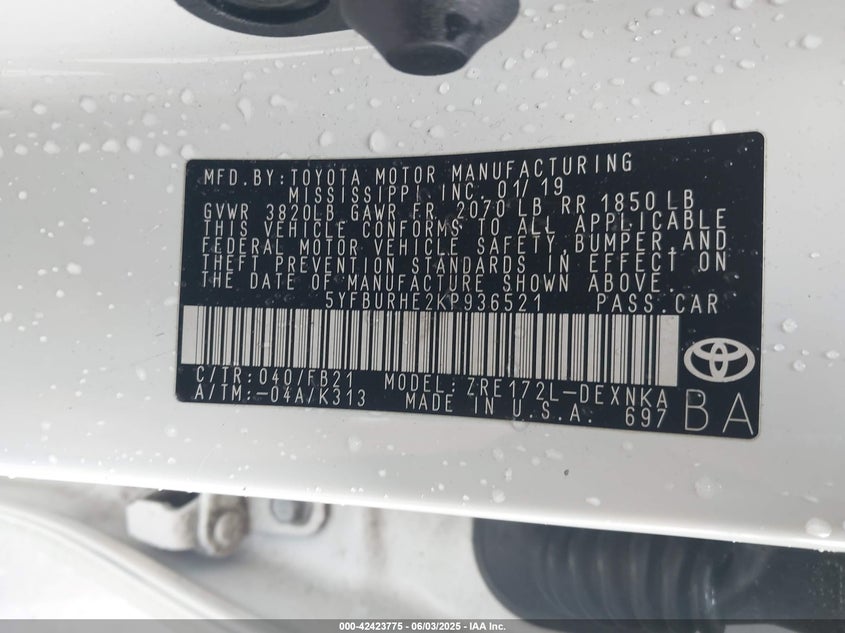 MFD.BY:TOYOTA MOTOR MANUFACTURING
MISSISSIPPI INC. 01/19
GVWR 3820LB GAWR FR 2070 LB RR 1850 LB
THIS VEHICLE CONFORMS TO ALL APPLICABLE
FEDERAL MOTOR VEHICLE SAFETY, BUMPER,AND
THEFT PREVENTION STANDARDS IN EFFECT ON
THE DATE OF MANUFACTURE SHOWN ABOVE.
5YFBURHE2KP936521 PASS.CAR
C/TR:040/FB21 MODEL:ZRE172L-DEXNKA
A/TM:-04A/K313 MADE IN U.S.A. 697 BA
000-42423775 - 06/03/2025 - IAA Inc.